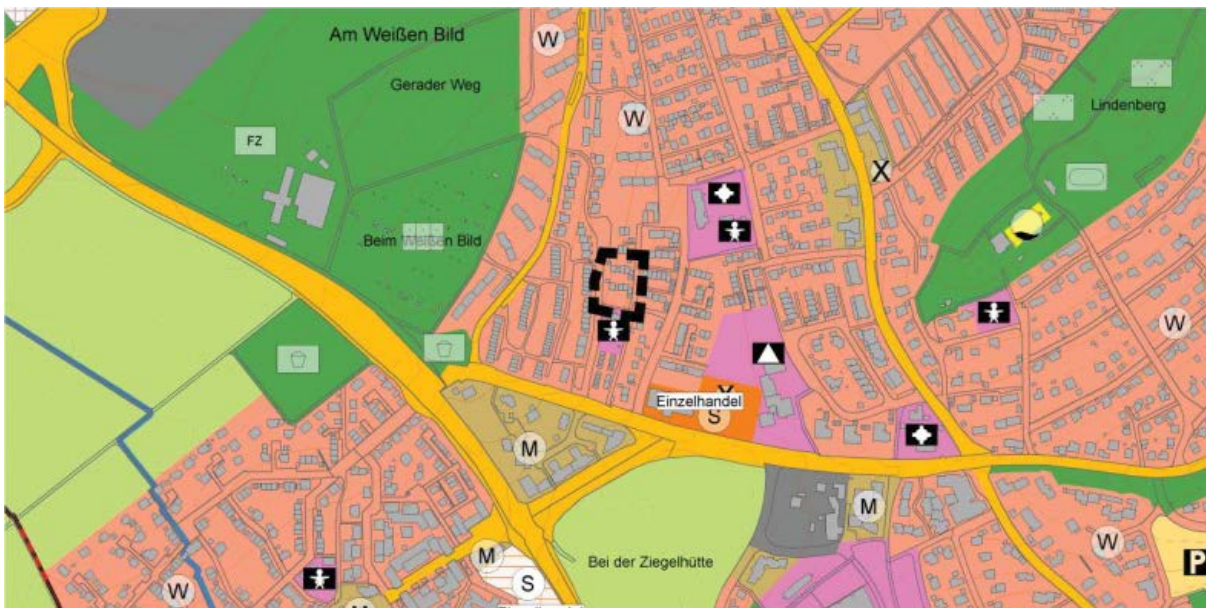 Am Weißen Bild
W
Gerader Weg
Lindenberg
W
FZ
X
Beim Weißen Bild
W
Einzelhandel
S
M
M
Bei der Ziegelhütte
W
M
P
S
W